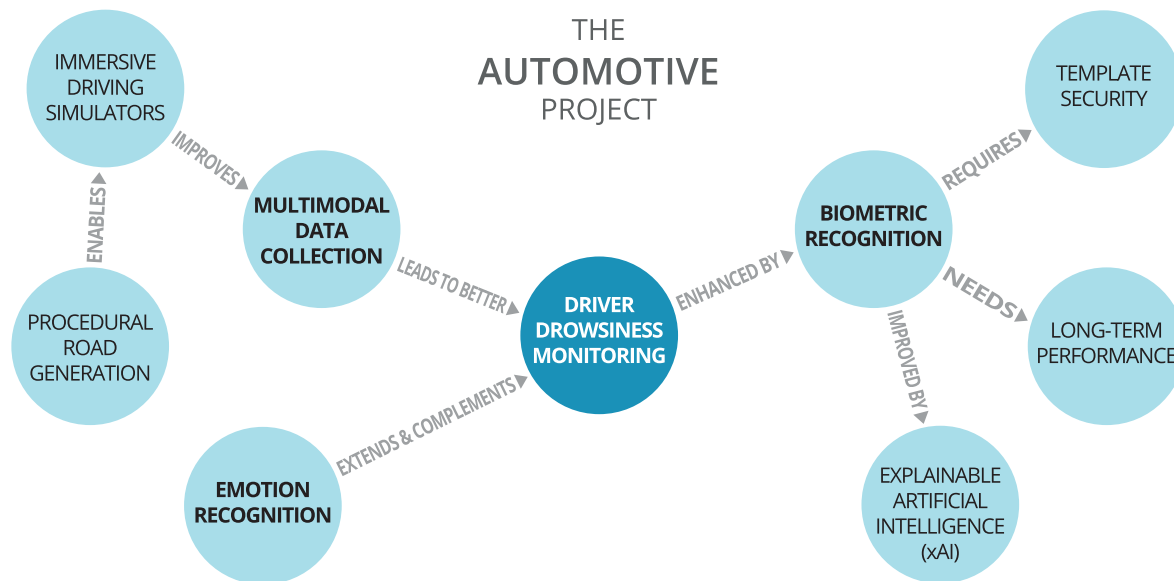 THE
AUTOMOTIVE
PROJECT
IMMERSIVE
DRIVING
SIMULATORS
IMPROVES
ENABLES
PROCEDURAL
ROAD
GENERATION
MULTIMODAL
DATA
COLLECTION
LEADS TO BETTER
EMOTION
RECOGNITION
EXTENDS & COMPLEMENTS
DRIVER
DROWSINESS
MONITORING
ENHANCED BY
BIOMETRIC
RECOGNITION
REQUIRES
TEMPLATE
SECURITY
NEEDS
LONG-TERM
PERFORMANCE
IMPROVED BY
EXPLAINABLE
ARTIFICIAL
INTELLIGENCE
(xAI)